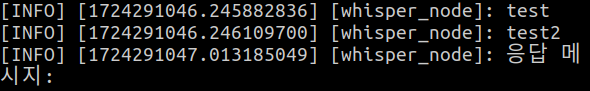 [INFO] [1724291046.245882836] [whisper_node]: test
[INFO] [1724291046.246109700] [whisper_node]: test2
[INFO] [1724291047.013185049] [whisper_node]: 응답 메
시지: